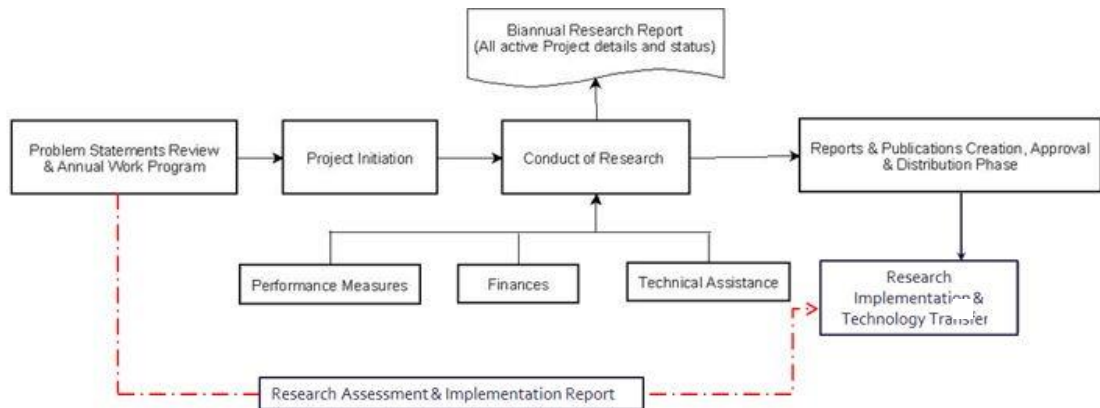 Biannual Research Report
(All active Project details and status)
Problem Statements Review
& Annual Work Program
Project Initiation
Conduct of Research
Reports & Publications Creation, Approval
& Distribution Phase
Performance Measures
Finances
Technical Assistance
Research
Implementation &
Technology Transfer
Research Assessment & Implementation Report